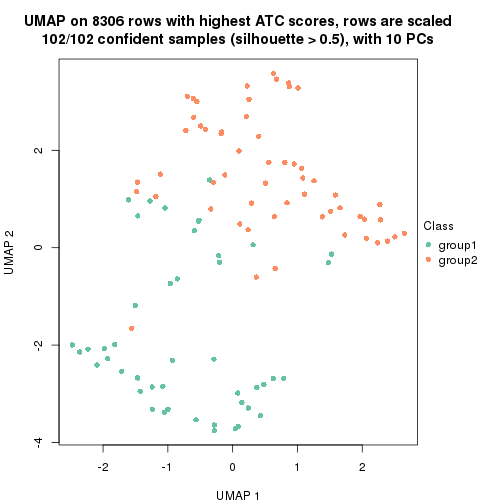 UMAP on 8306 rows with highest ATC scores, rows are scaled
102/102 confident samples (silhouette > 0.5), with 10 PCs
2
0
-2
-4
UMAP 2
-2
-1
0
1
2
UMAP 1
Class
group1
group2